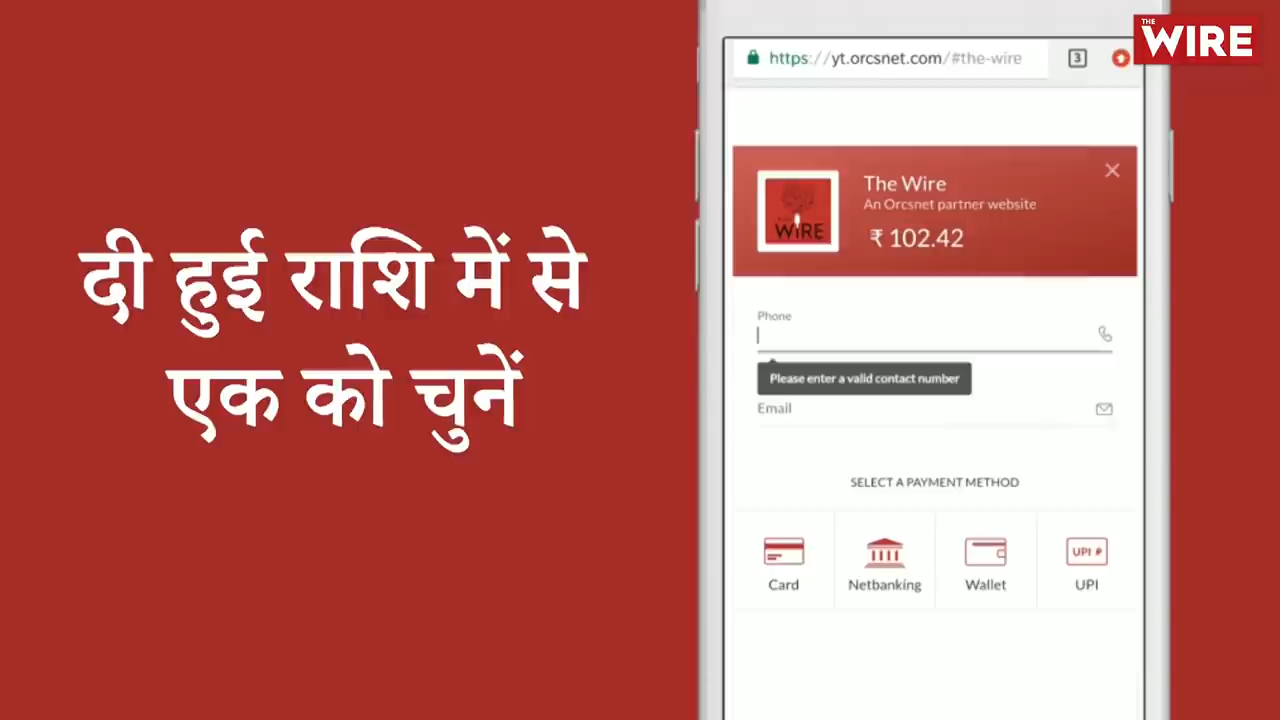 दी हुई राशि में से
एक को चुनें
https://yt.orcsnet.com/#the-wire
3
THE
WIRE
WIRE
The Wire
An Orcsnet partner website
₹ 102.42
Phone
Please enter a valid contact number
Email
SELECT A PAYMENT METHOD
Card
Netbanking
Wallet
UPI
UPI